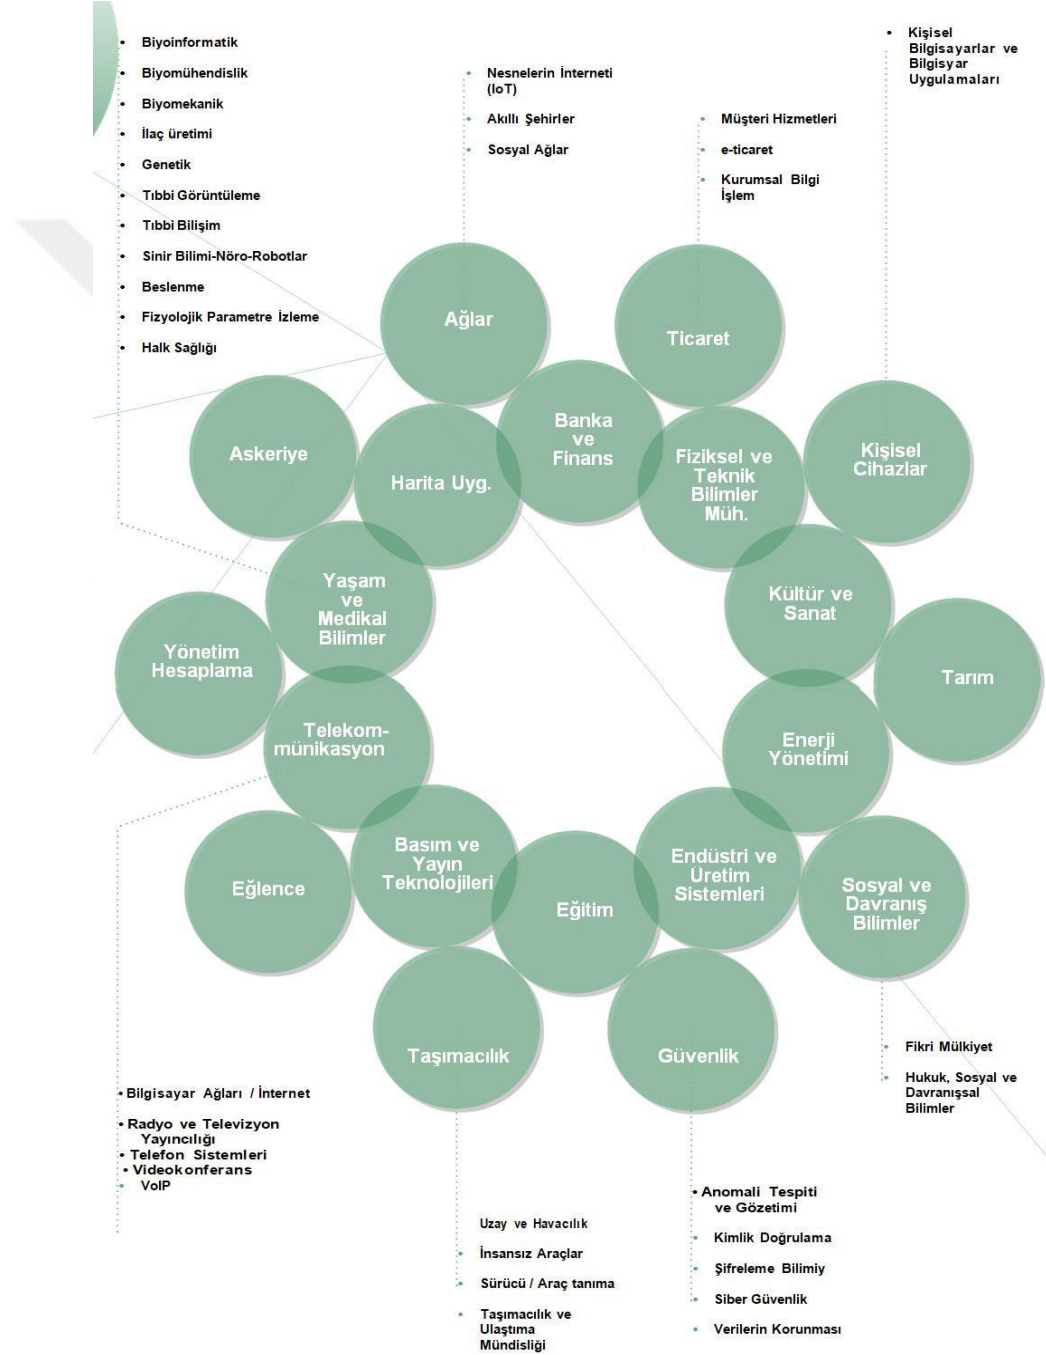 • Biyoinformatik
• Biyomühendislik
• Biyomekanik
• İlaç üretimi
• Genetik
• Tıbbi Görüntüleme
• Tıbbi Bilişim
• Sinir Bilimi-Nöro-Robotlar
• Beslenme
• Fizyolojik Parametre İzleme
• Halk Sağlığı
• Nesnelerin İnterneti
(IoT)
• Akıllı Şehirler
• Sosyal Ağlar
• Müşteri Hizmetleri
• e-ticaret
• Kurumsal Bilgi
İşlem
• Kişisel
Bilgisayarlar ve
Bilgisyar
Uygulamaları
Ağlar
Ticaret
Askeriye
Harita Uyg.
Banka
ve
Finans
Fiziksel ve
Teknik
Bilimler
Müh.
Kişisel
Cihazlar
Yaşam
ve
Medikal
Bilimler
Kültür ve
Sanat
Yönetim
Hesaplama
Tarım
Telekom-
münikasyon
Enerji
Yönetimi
Eğlence
Basım ve
Yayın
Teknolojileri
Eğitim
Endüstri ve
Üretim
Sistemleri
Sosyal ve
Davranış
Bilimler
Taşımacılık
Güvenlik
• Fikri Mülkiyet
• Hukuk, Sosyal ve
Davranışsal
Bilimler
• Bilgisayar Ağları / İnternet
• Radyo ve Televizyon
Yayıncılığı
• Telefon Sistemleri
• Videokonferans
• VoIP
Uzay ve Havacılık
• İnsansız Araçlar
• Sürücü / Araç tanıma
• Taşımacılık ve
Ulaştıma
Mündisliği
• Anomali Tespiti
ve Gözetimi
• Kimlik Doğrulama
• Şifreleme Bilimiy
• Siber Güvenlik
• Verilerin Korunması